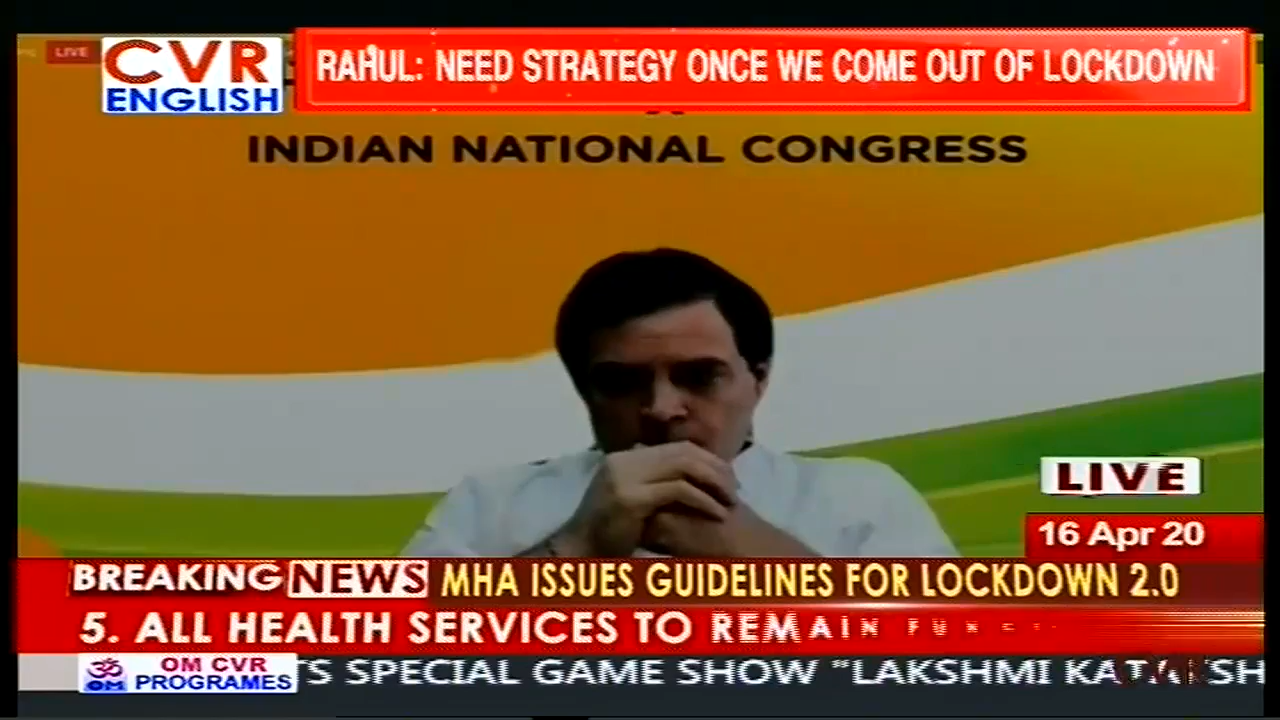 LIVE
CVR
ENGLISH
RAHUL: NEED STRATEGY ONCE WE COME OUT OF LOCKDOWN
INDIAN NATIONAL CONGRESS
LIVE
16 Apr 20
BREAKING NEWS MHA ISSUES GUIDELINES FOR LOCKDOWN 2.0
5. ALL HEALTH SERVICES TO REMAIN
ॐ OM
OM CVR
PROGRAMES
SPECIAL GAME SHOW "LAKSHMI